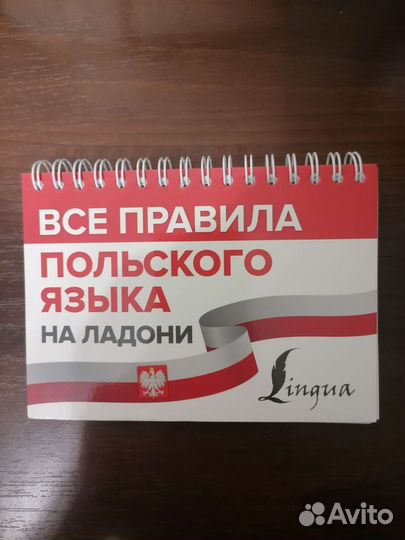 ВСЕ ПРАВИЛА
ПОЛЬСКОГО
ЯЗЫКА
НА ЛАДОНИ
Lingua
Avito